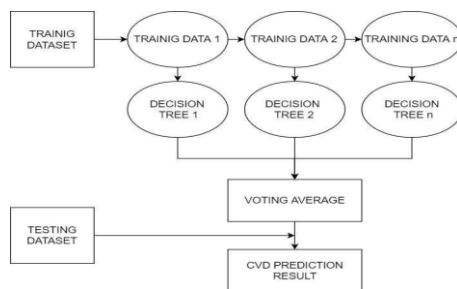 TRAINIG
DATASET
TRAINIG DATA 1
TRAINIG DATA 2
TRAINING DATA n
DECISION
TREE 1
DECISION
TREE 2
DECISION
TREE n
VOTING AVERAGE
TESTING
DATASET
CVD PREDICTION
RESULT